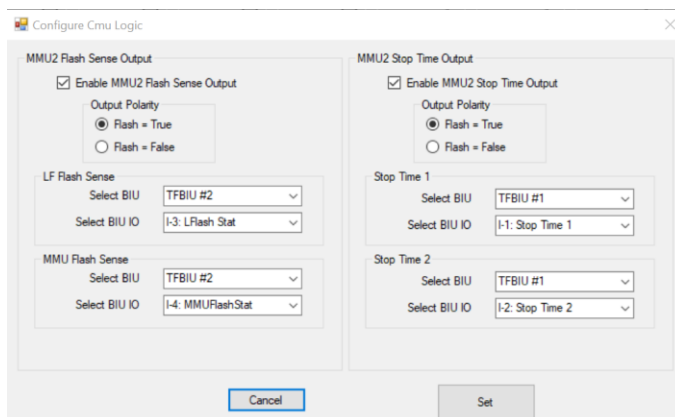 Configure Cmu Logic
MMU2 Flash Sense Output
Enable MMU2 Flash Sense Output
Output Polarity
Flash = True
Flash = False
LF Flash Sense
Select BIU TFBIU #2
Select BIU IO I-3: LFlash Stat
MMU Flash Sense
Select BIU TFBIU #2
Select BIU IO I-4: MMUFlashStat
MMU2 Stop Time Output
Enable MMU2 Stop Time Output
Output Polarity
Flash = True
Flash = False
Stop Time 1
Select BIU TFBIU #1
Select BIU IO I-1: Stop Time 1
Stop Time 2
Select BIU TFBIU #1
Select BIU IO I-2: Stop Time 2
Cancel
Set